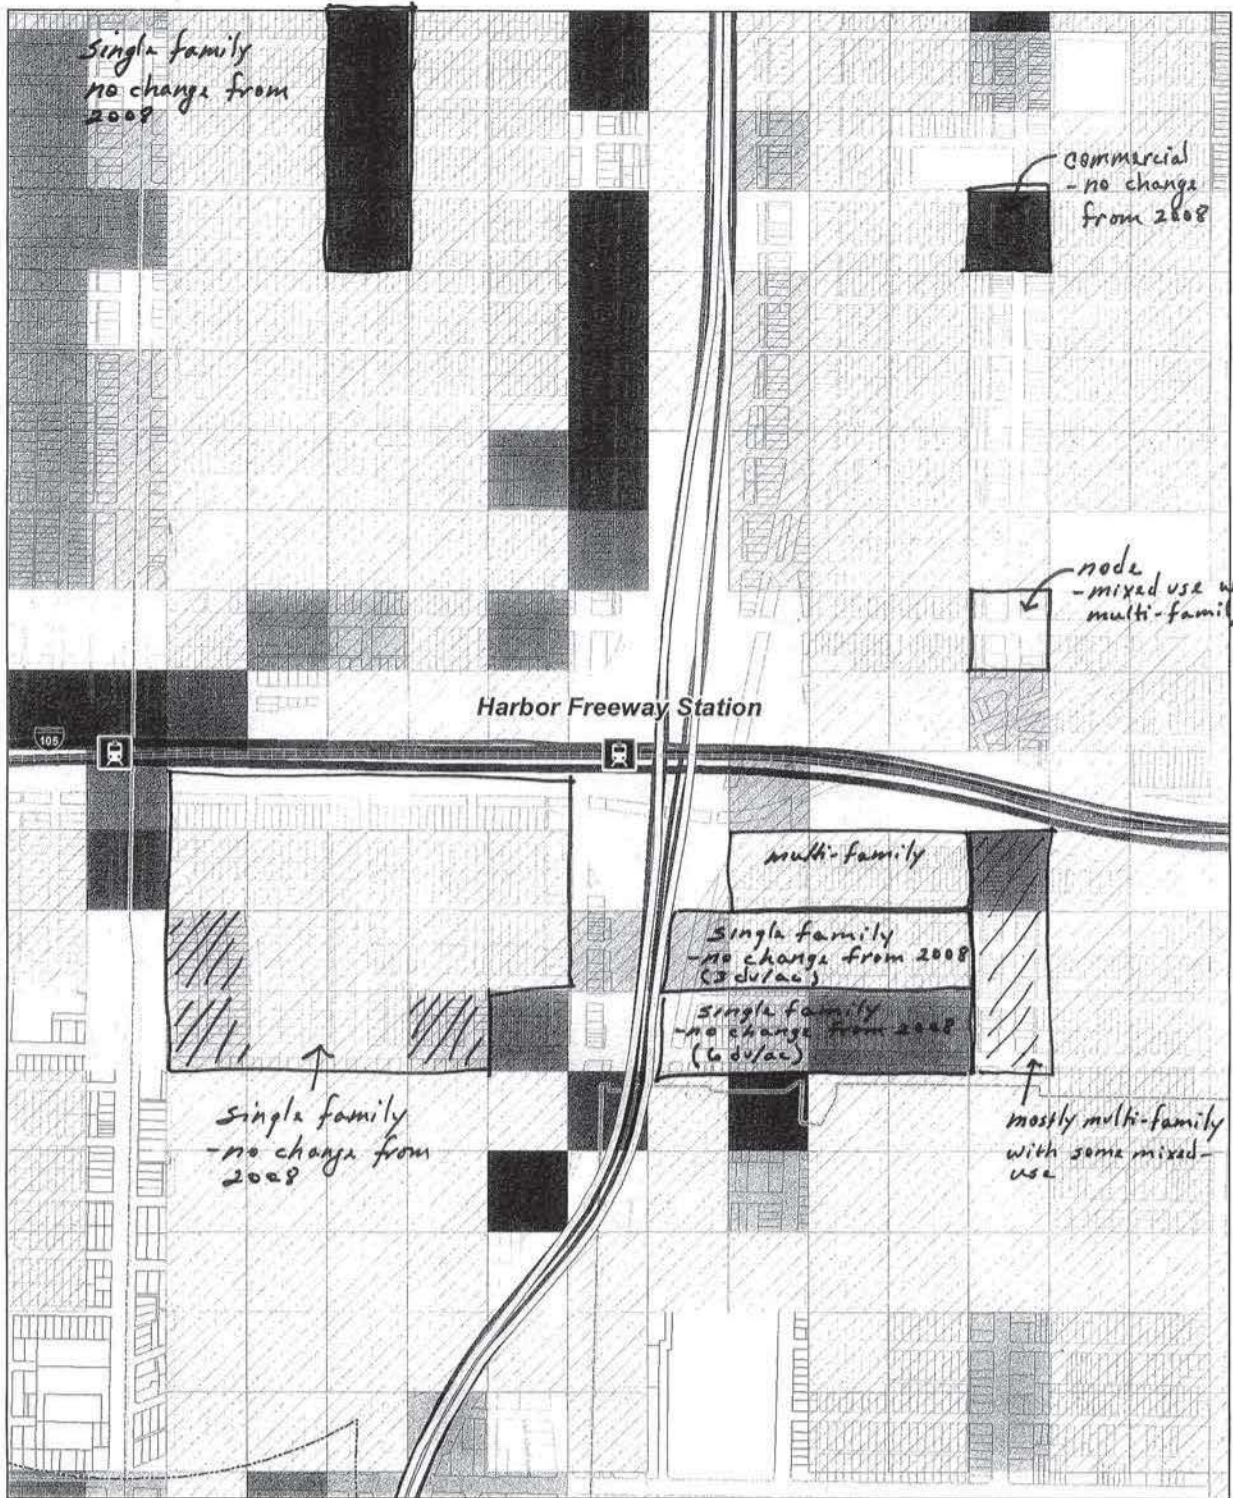 single family
no change from
2008
commercial
- no change
from 2008
node
- mixed use w
multi-family
Harbor Freeway Station
105
multi-family
single family
- no change from 2008
(3 du/ac)
single family
- no change from 2008
(6 du/ac)
single family
- no change from
2008
mostly multi-family
with some mixed-
use